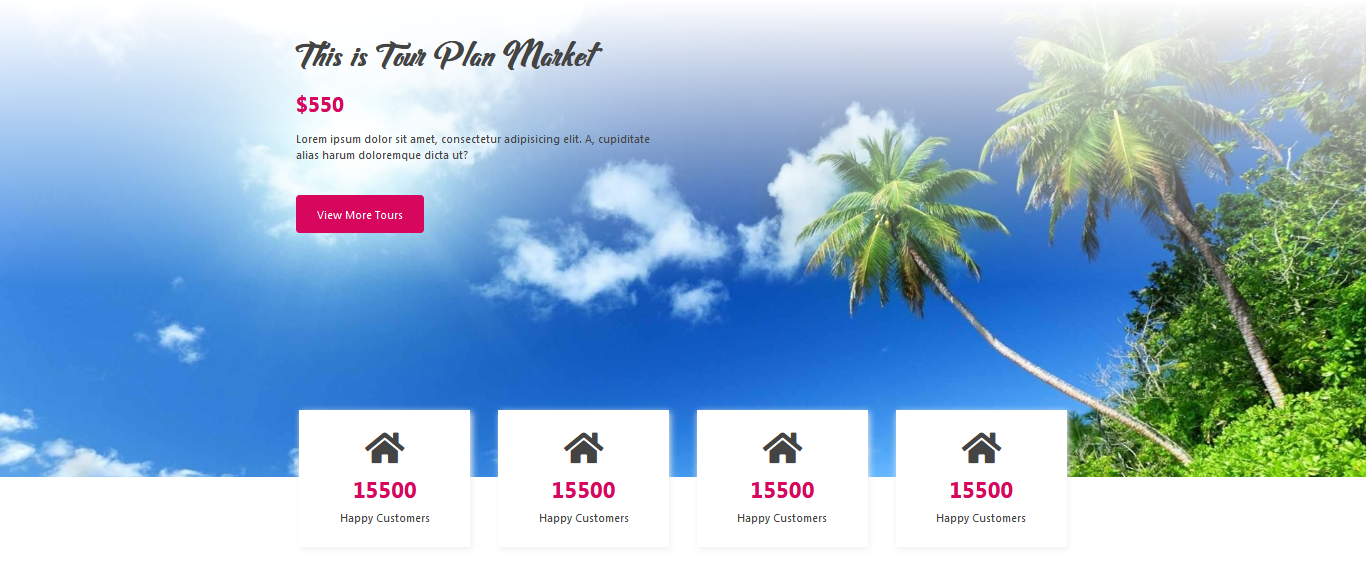 This is Tour Plan Market
$550
Lorem ipsum dolor sit amet, consectetur adipisicing elit. A, cupiditate
alias harum doloremque dicta ut?
View More Tours
15500 15500 15500 15500
Happy Customers Happy Customers Happy Customers Happy Customers